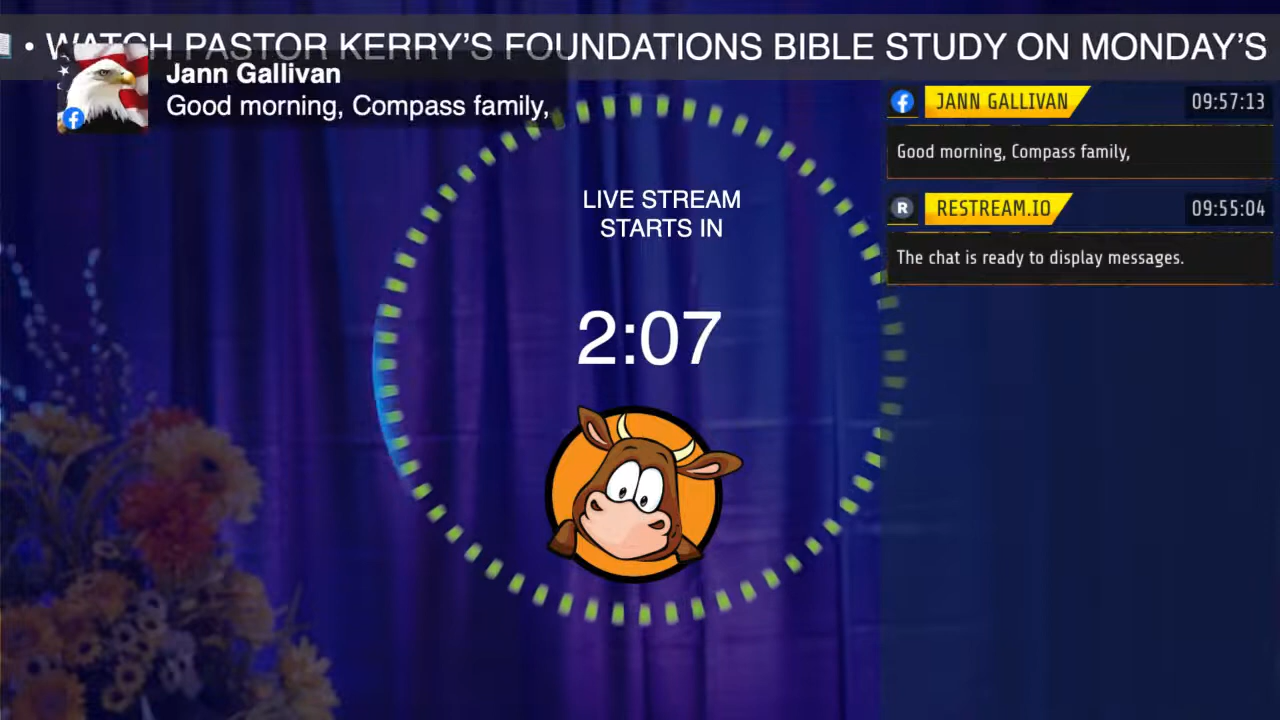 • WATCH PASTOR KERRY’S FOUNDATIONS BIBLE STUDY ON MONDAY’S
Jann Gallivan
Good morning, Compass family,
JANN GALLIVAN 09:57:13
Good morning, Compass family,
R RESTREAM.IO 09:55:04
The chat is ready to display messages.
LIVE STREAM
STARTS IN
2:07